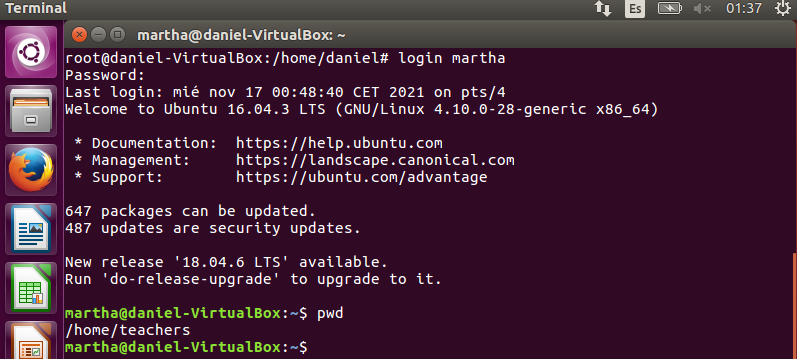 Terminal
Es
01:37
martha@daniel-VirtualBox: ~
root@daniel-VirtualBox:/home/daniel# login martha
Password:
Last login: mié nov 17 00:48:40 CET 2021 on pts/4
Welcome to Ubuntu 16.04.3 LTS (GNU/Linux 4.10.0-28-generic x86_64)

 * Documentation:  https://help.ubuntu.com
 * Management:     https://landscape.canonical.com
 * Support:        https://ubuntu.com/advantage

647 packages can be updated.
487 updates are security updates.

New release '18.04.6 LTS' available.
Run 'do-release-upgrade' to upgrade to it.

martha@daniel-VirtualBox:~$ pwd
/home/teachers
martha@daniel-VirtualBox:~$